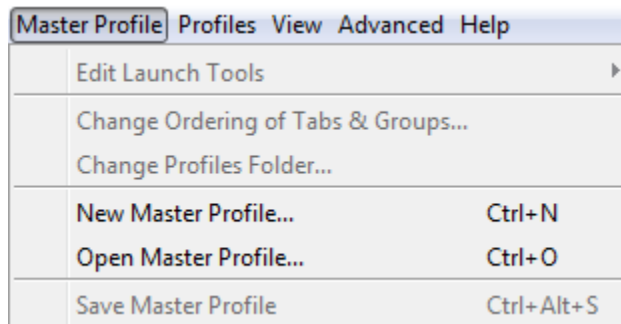 Master Profile Profiles View Advanced Help
Edit Launch Tools
Change Ordering of Tabs & Groups...
Change Profiles Folder...
New Master Profile... Ctrl+N
Open Master Profile... Ctrl+O
Save Master Profile Ctrl+Alt+S